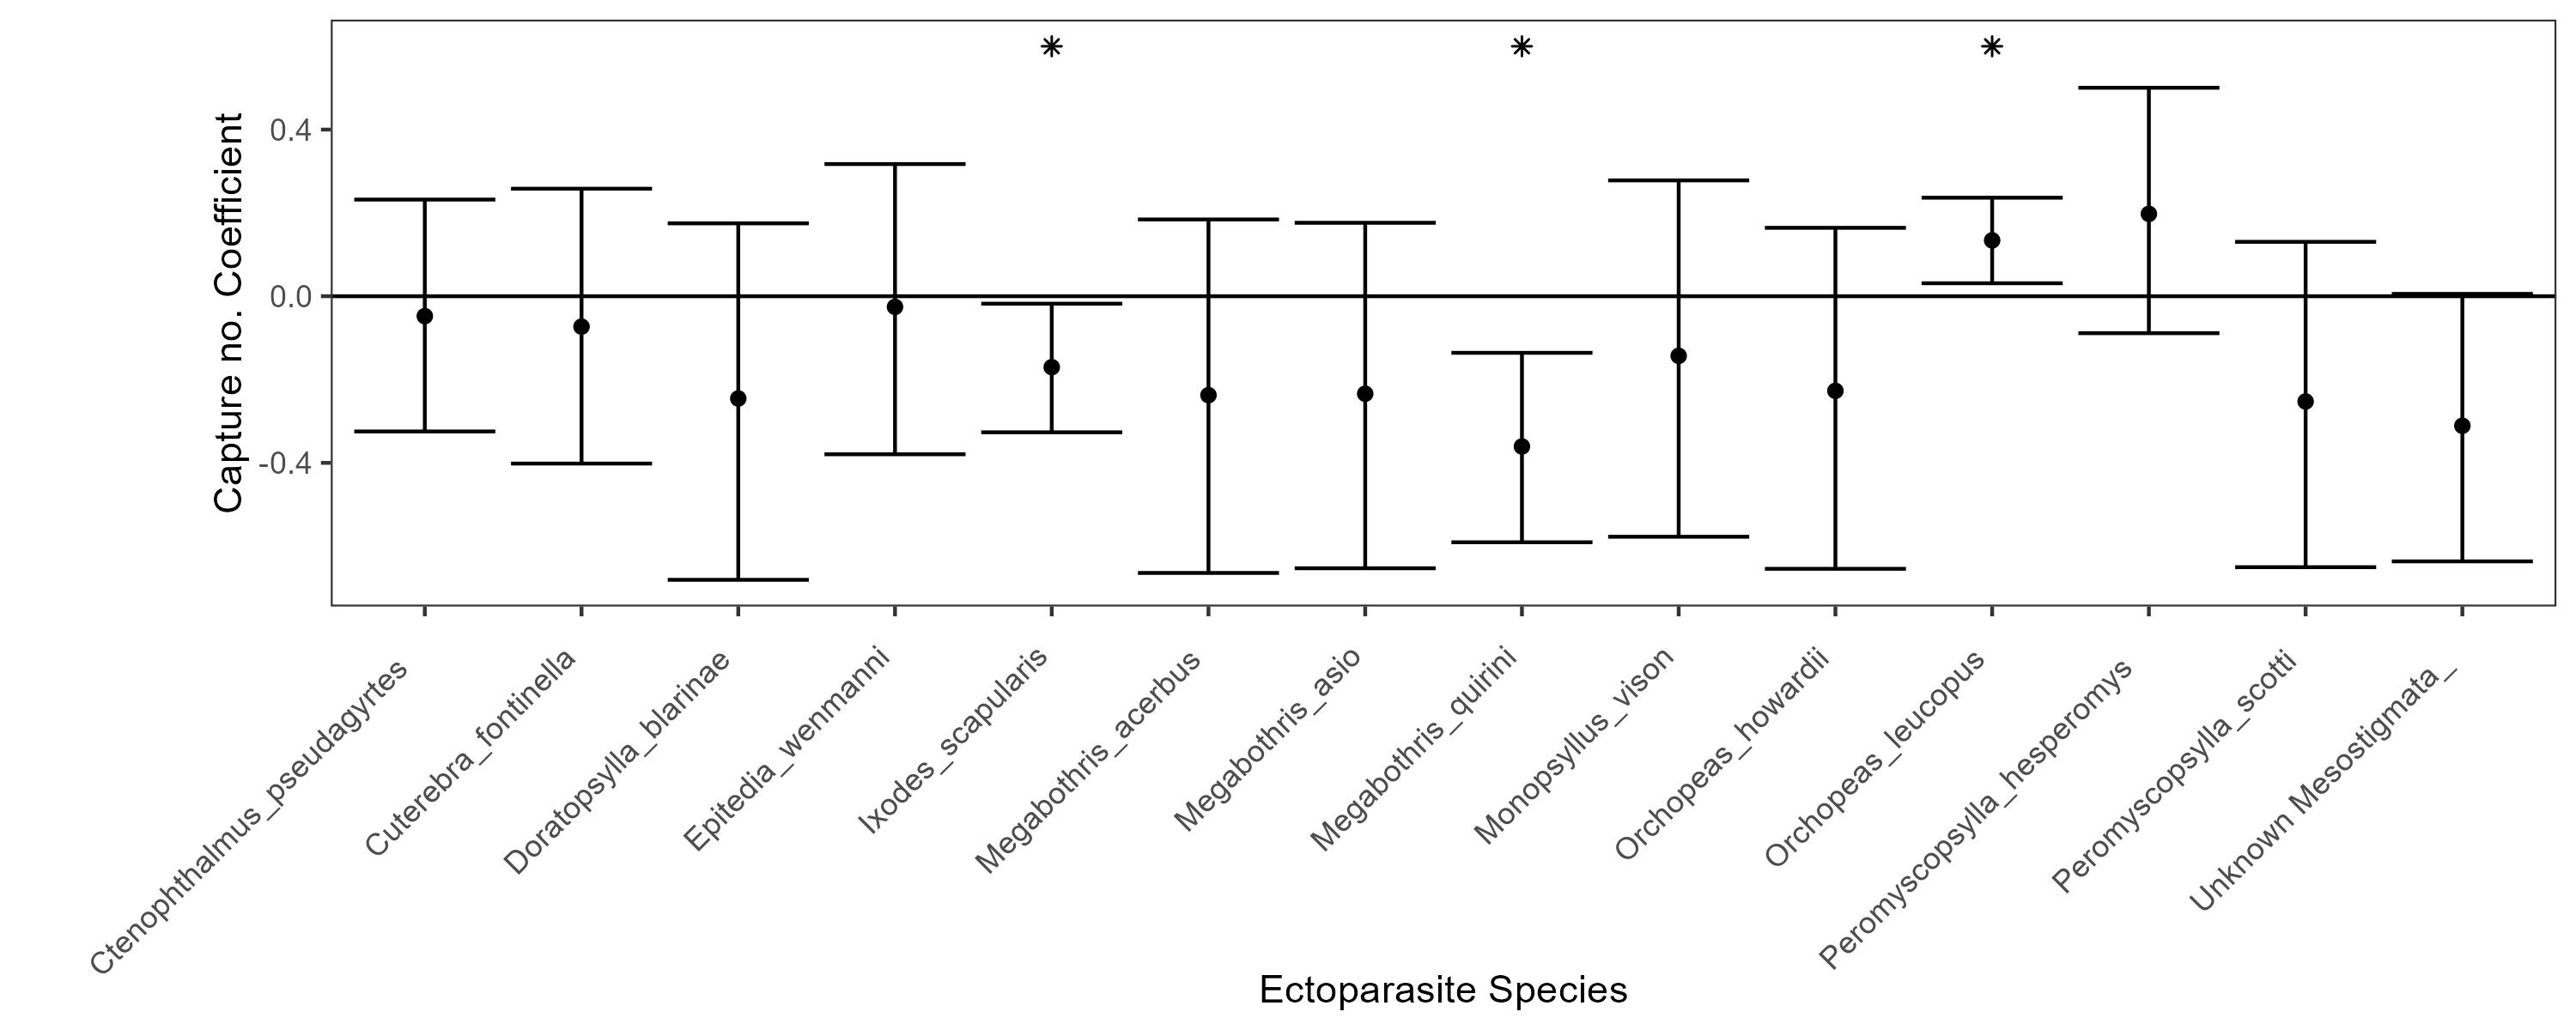 * * *
Capture no. Coefficient
0.4
0.0
-0.4
Ctenophthalmus_pseudagyrtes
Cuterebra_fontinella
Doratopsylla_blarinae
Epitedia_wenmanni
Ixodes_scapularis
Megabothris_acerbus
Megabothris_asio
Megabothris_quirini
Monopsyllus_vison
Orchopeas_howardii
Orchopeas_leucopus
Peromyscopsylla_hesperomys
Peromyscopsylla_scotti
Unknown Mesostigmata_
Ectoparasite Species